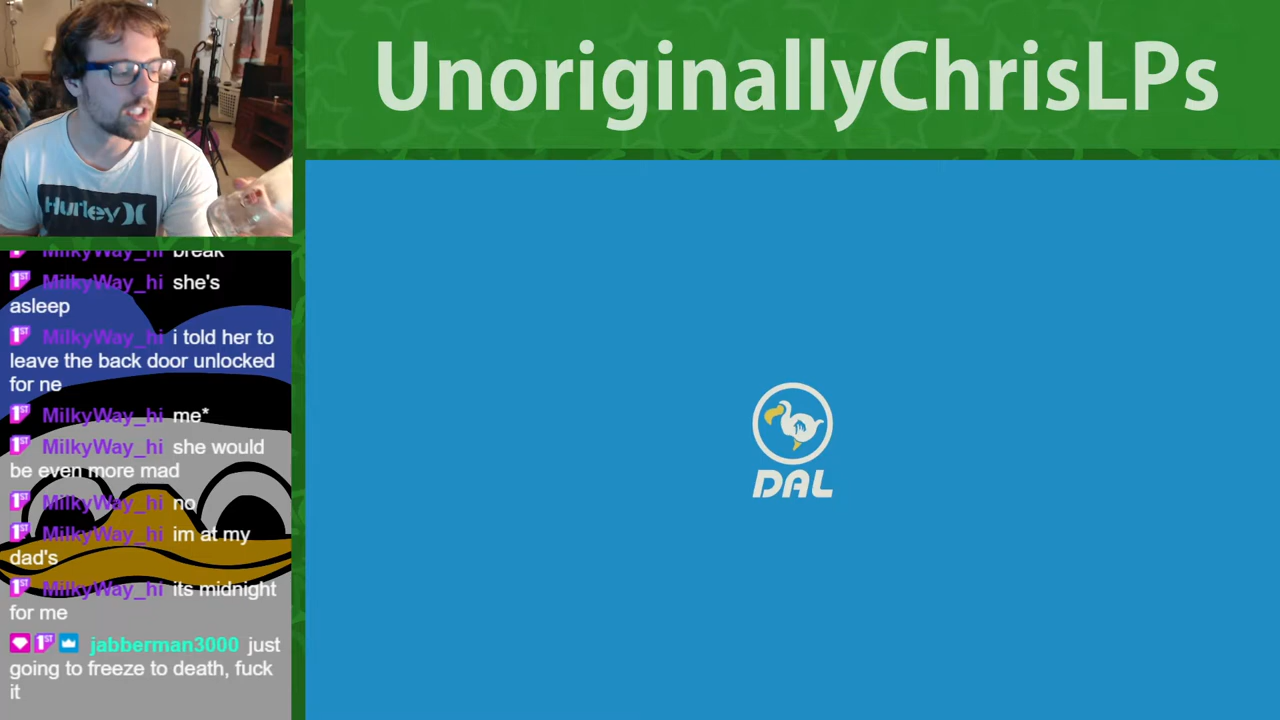 UnoriginallyChrisLPs
Hurley
MilkyWay_hi break
MilkyWay_hi she's
asleep
MilkyWay_hi i told her to
leave the back door unlocked
for ne
MilkyWay_hi me*
MilkyWay_hi she would
be even more mad
MilkyWay_hi no
MilkyWay_hi im at my
dad's
MilkyWay_hi its midnight
for me
jabberman3000 just
going to freeze to death, fuck
it
DAL